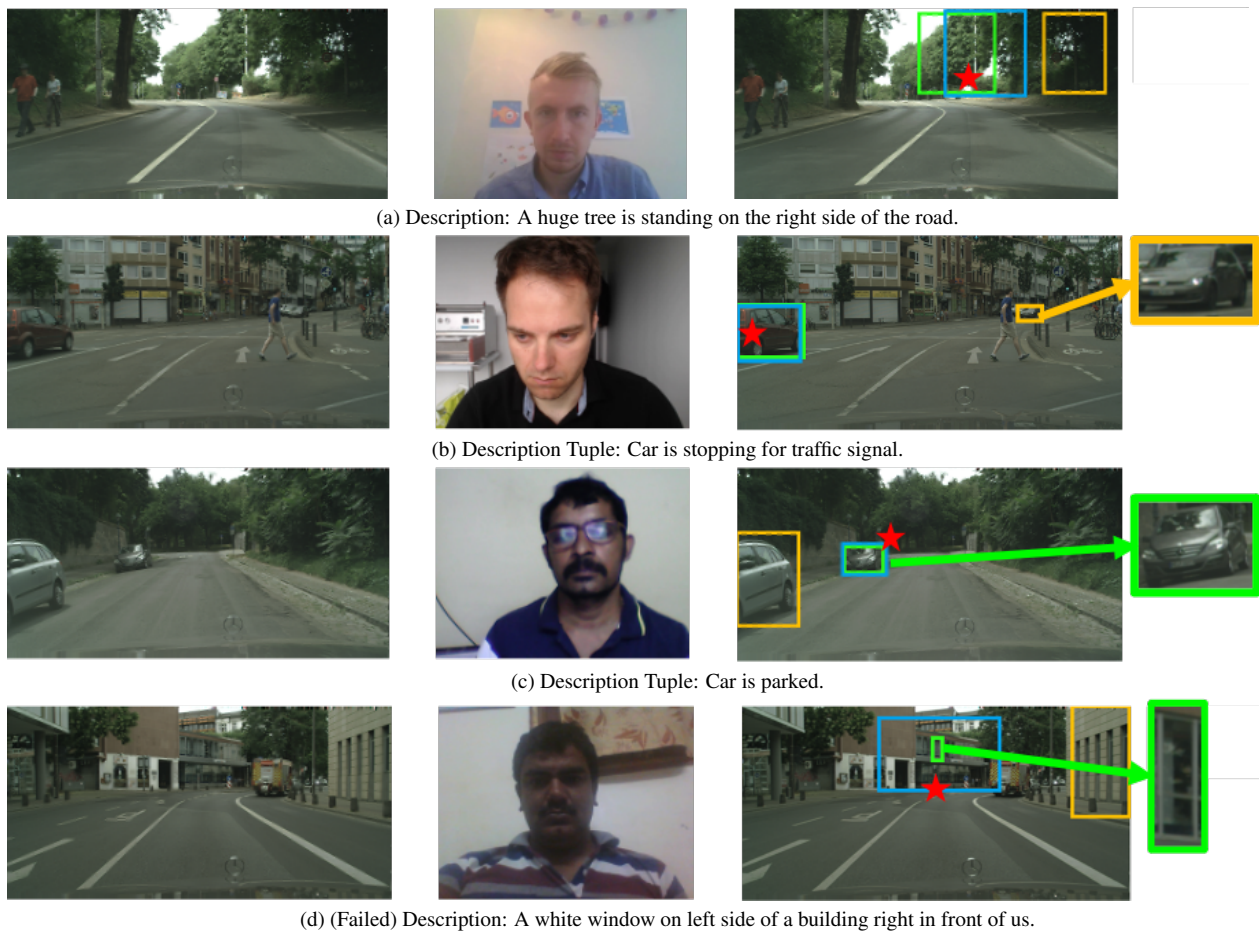 (a) Description: A huge tree is standing on the right side of the road.
(b) Description Tuple: Car is stopping for traffic signal.
(c) Description Tuple: Car is parked.
(d) (Failed) Description: A white window on left side of a building right in front of us.